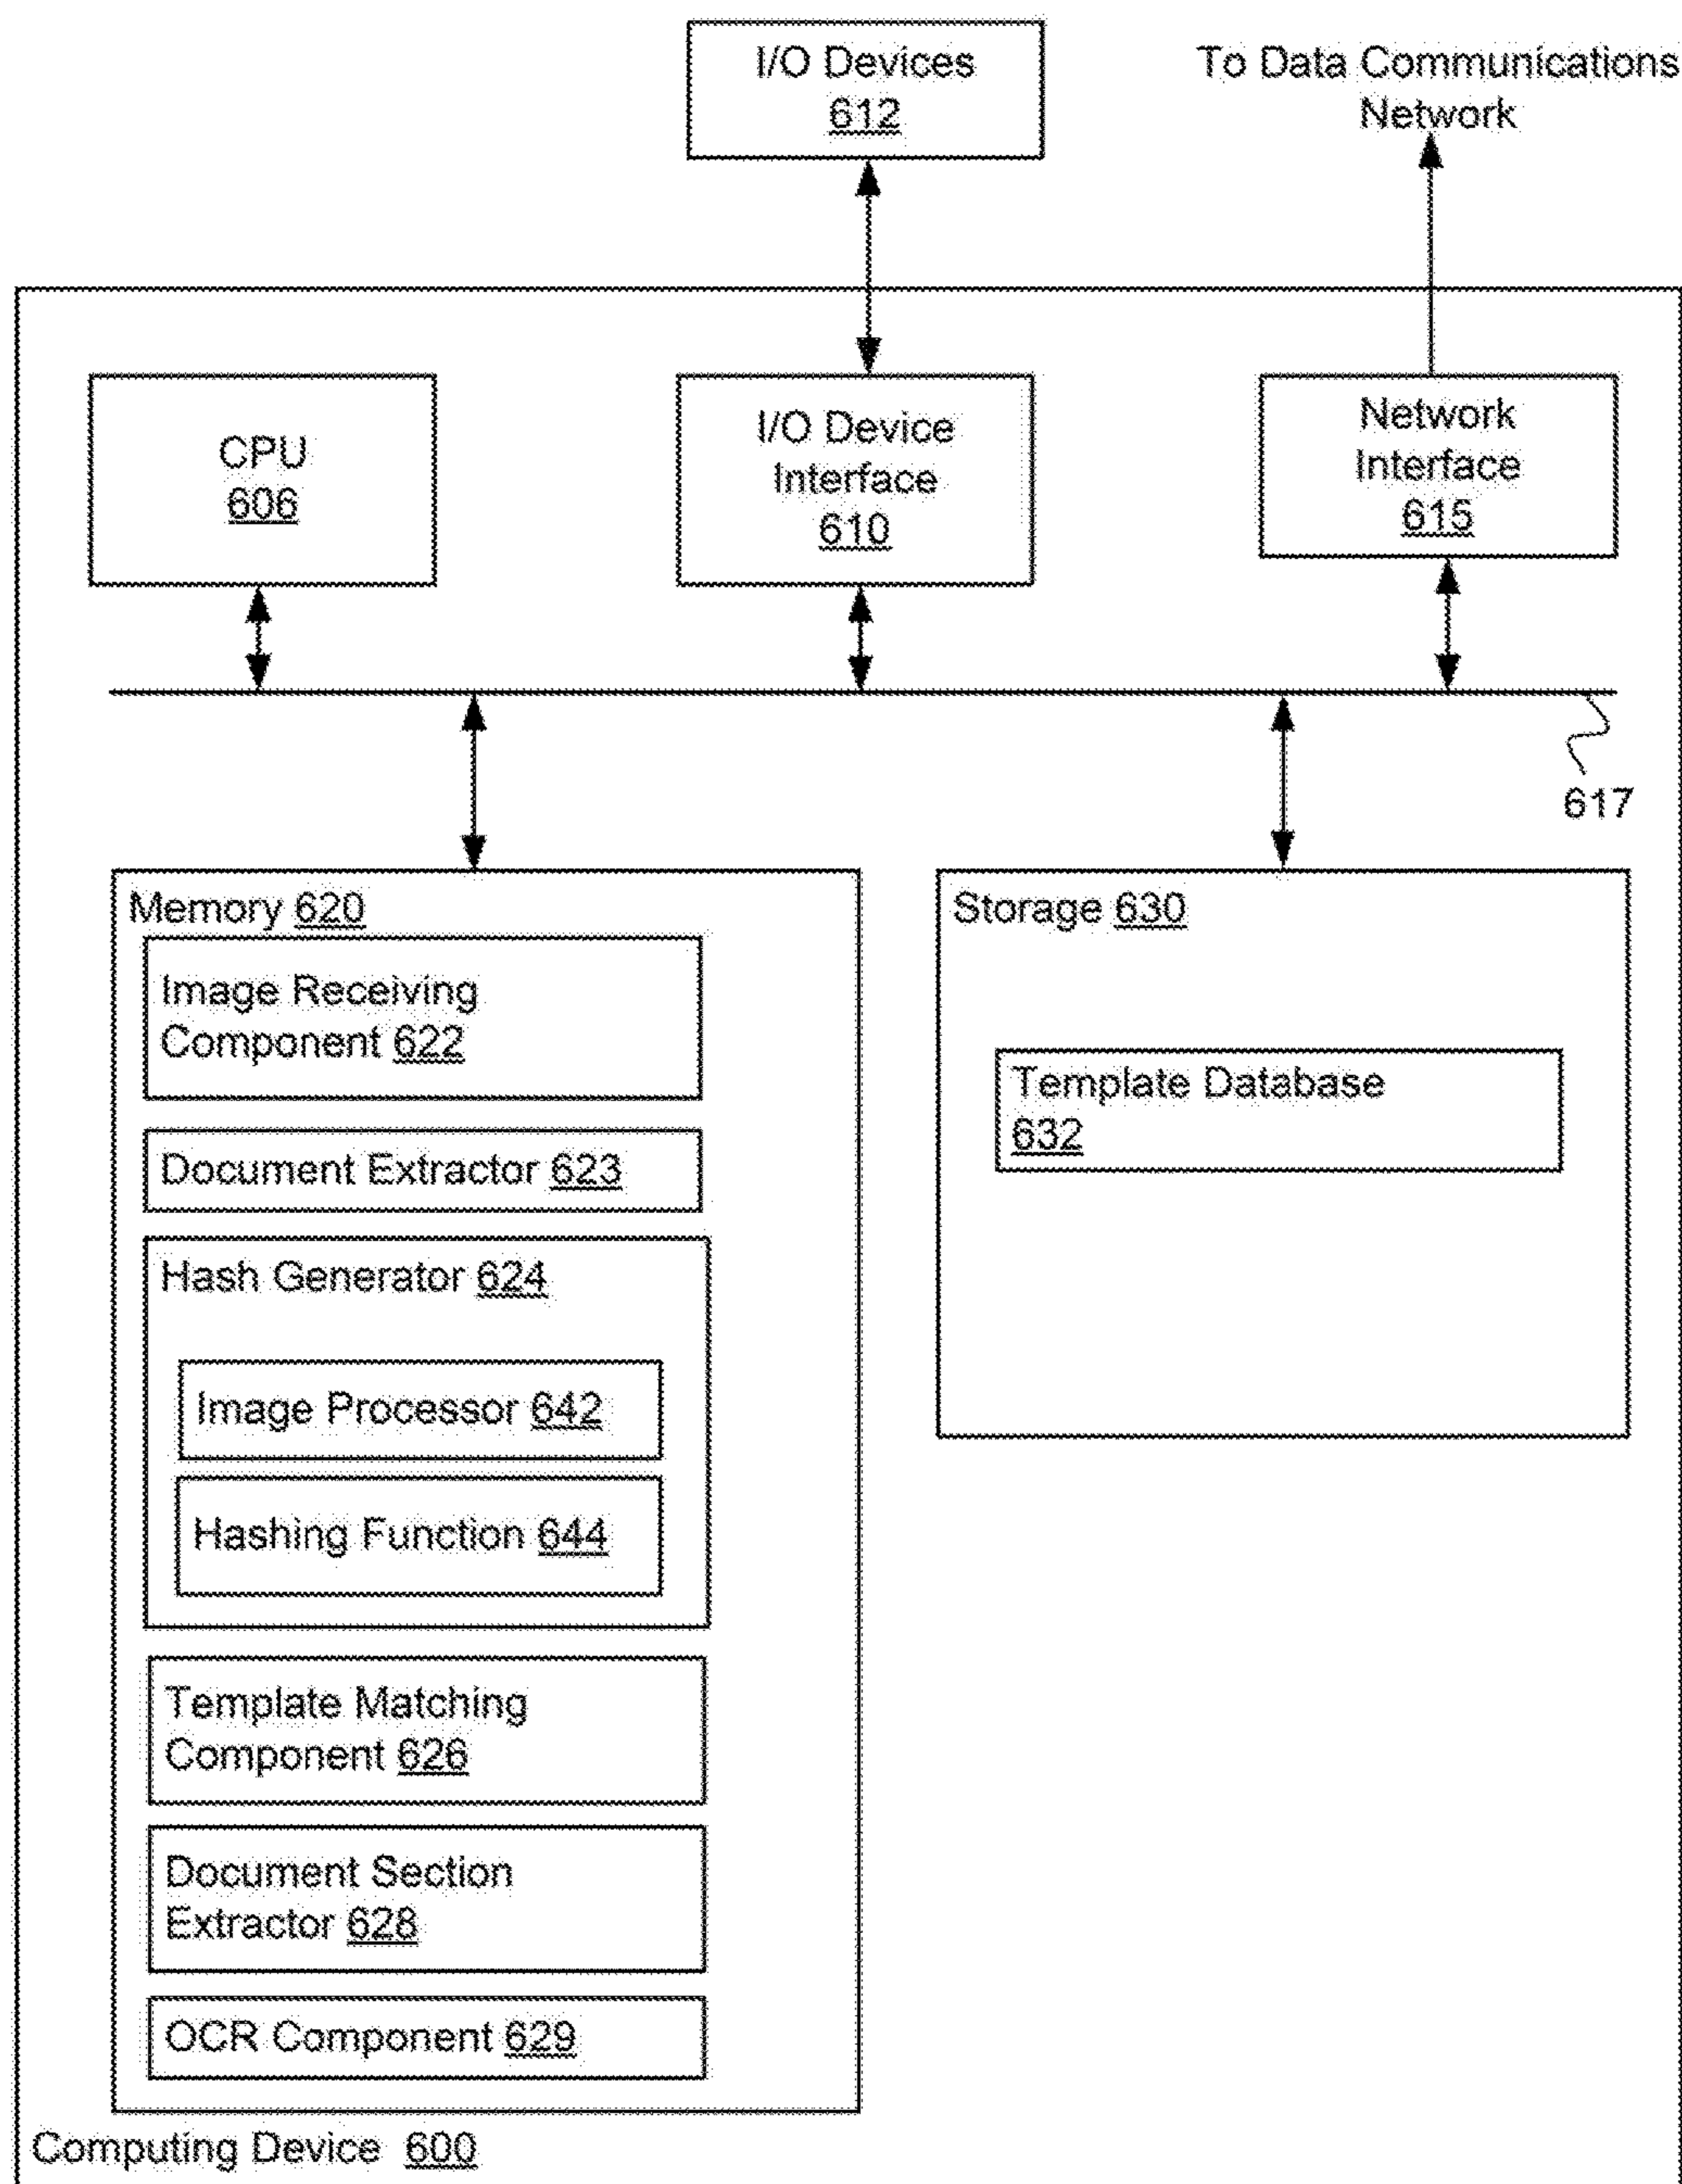 I/O Devices
612
To Data Communications
Network
CPU
606
I/O Device
Interface
610
Network
Interface
615
617
Memory 620
Image Receiving
Component 622
Document Extractor 623
Hash Generator 624
Image Processor 642
Hashing Function 644
Template Matching
Component 626
Document Section
Extractor 628
OCR Component 629
Storage 630
Template Database
632
Computing Device 600